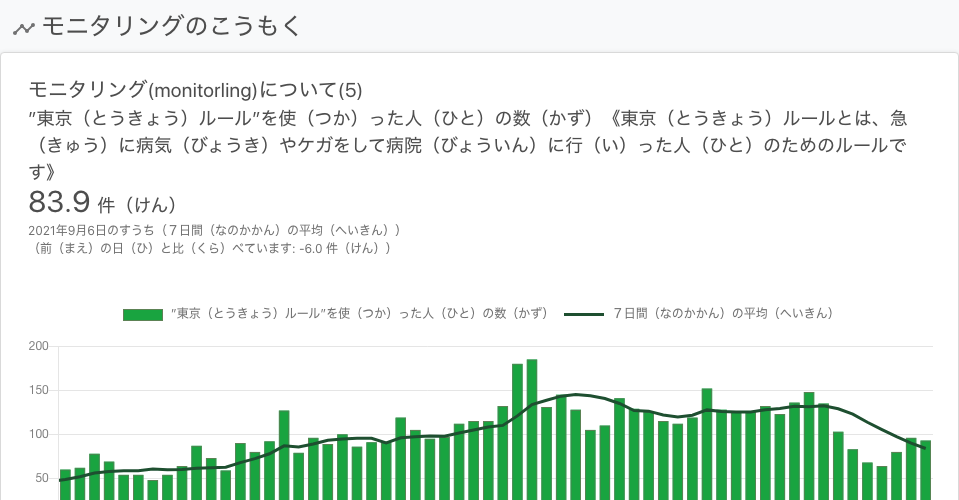 モニタリングのこうもく
モニタリング(monitorling)について(5)
”東京（とうきょう）ルール”を使（つか）った人（ひと）の数（かず）《東京（とうきょう）ルールとは、急
（きゅう）に病気（びょうき）やケガをして病院（びょういん）に行（い）った人（ひと）のためのルールで
す》
83.9 件（けん）
2021年9月6日のすうち（７日間（なのかかん）の平均（へいきん））
（前（まえ）の日（ひ）と比（くら）べています: -6.0 件（けん））
”東京（とうきょう）ルール”を使（つか）った人（ひと）の数（かず）
７日間（なのかかん）の平均（へいきん）
200
150
100
50